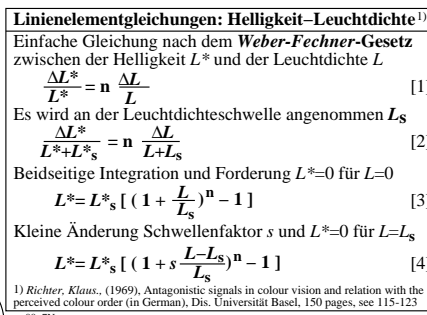 Linienelementgleichungen: Helligkeit–Leuchtdichte1)
Einfache Gleichung nach dem Weber-Fechner-Gesetz
zwischen der Helligkeit L* und der Leuchtdichte L
ΔL*/L* = n ΔL/L [1]
Es wird an der Leuchtdichteschwelle angenommen Ls
ΔL*/(L*+L*s) = n ΔL/(L+Ls) [2]
Beidseitige Integration und Forderung L*=0 für L=0
L*= L*s [ ( 1 + L/Ls )^n – 1 ] [3]
Kleine Änderung Schwellenfaktor s und L*=0 für L=Ls
L*= L*s [ ( 1 + s (L–Ls)/Ls )^n – 1 ] [4]
1) Richter, Klaus., (1969), Antagonistic signals in colour vision and relation with the
perceived colour order (in German), Dis. Universität Basel, 150 pages, see 115-123